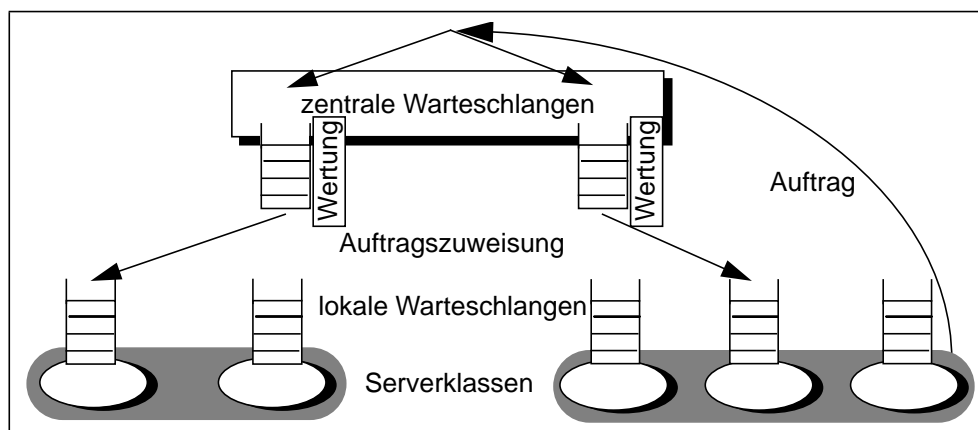 zentrale Warteschlangen
Wertung
Wertung
Auftrag
Auftragszuweisung
lokale Warteschlangen
Serverklassen